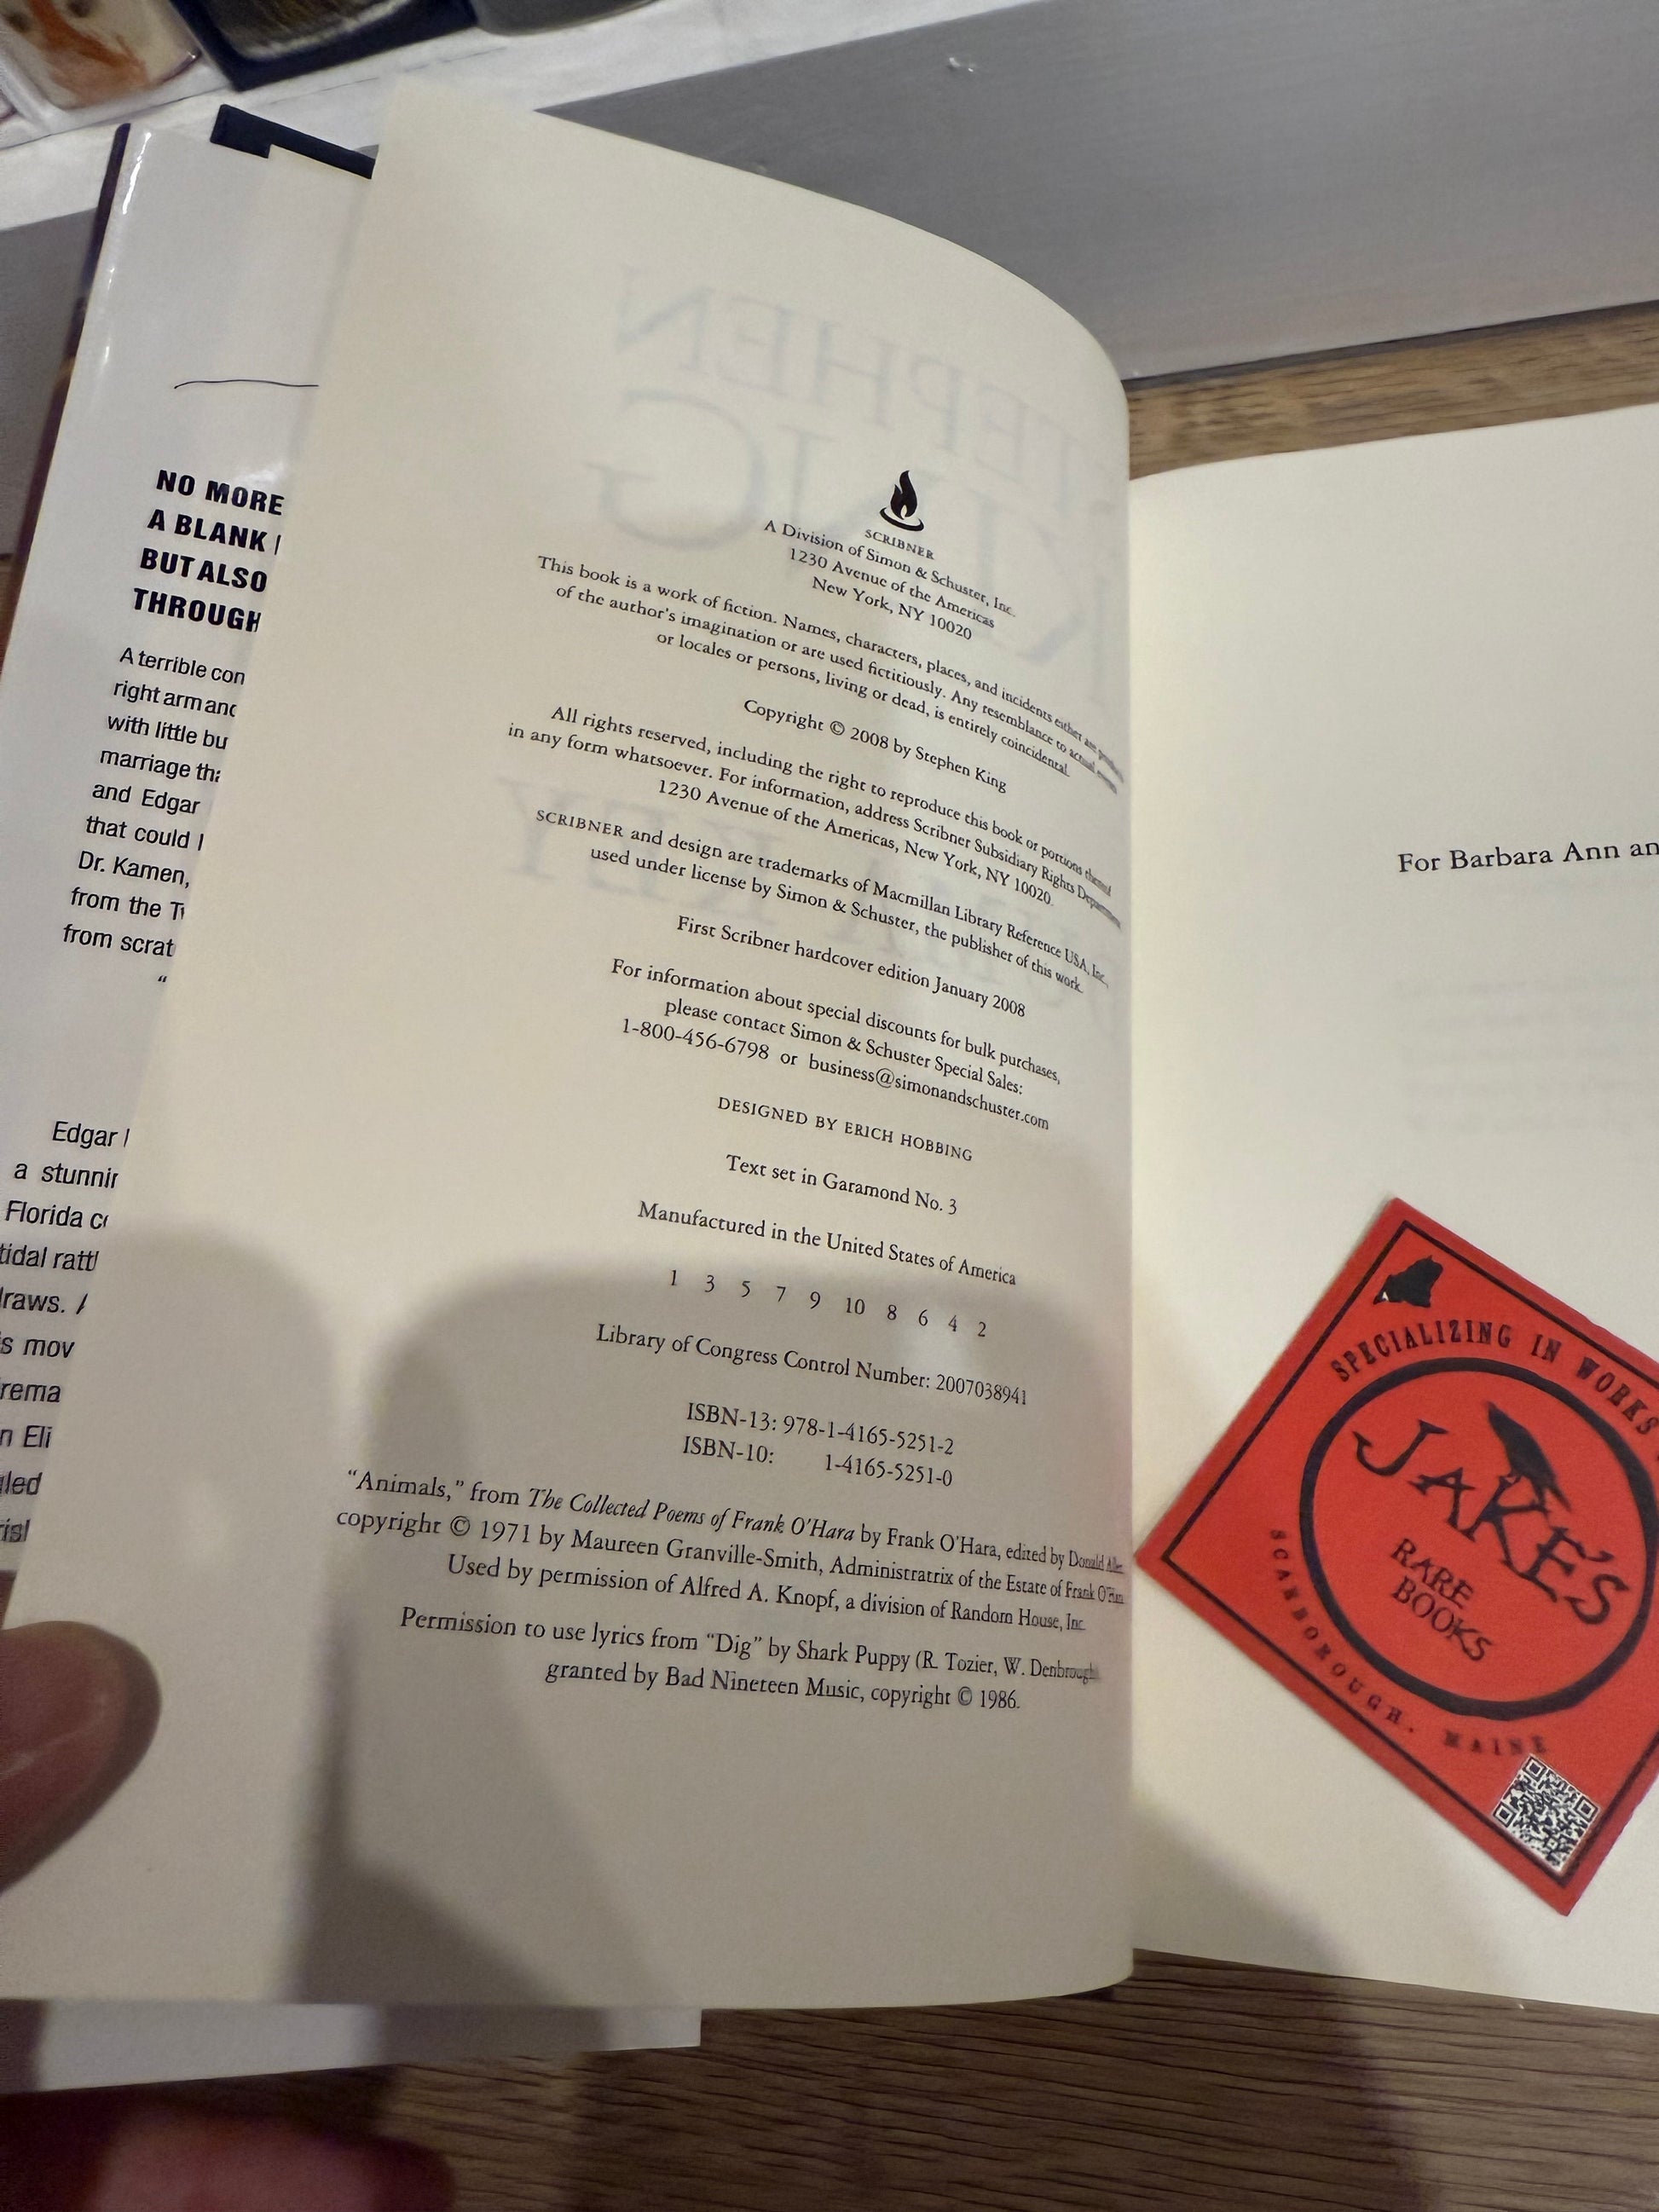 NO MORE
A BLANK
BUT ALSO
THROUGH
A terrible con
right arm and
with little bu
marriage tha
and Edgar
that could
Dr. Kamen,
from the
from scrat
“
Edgar
a stunnin
Florida
tidal rattl
draws.
s mov
rema
n Eli
led
SCRIBNER
A Division of Simon & Schuster, Inc.
1230 Avenue of the Americas
New York, NY 10020
This book is a work of fiction. Names, characters, places, and incidents either are
of the author's imagination or are used fictitiously. Any resemblance to actual events
or locales or persons, living or dead, is entirely coincidental.
Copyright © 2008 by Stephen King
All rights reserved, including the right to reproduce this book or portions thereof
in any form whatsoever. For information, address Scribner Subsidiary Rights Department
1230 Avenue of the Americas, New York, NY 10020.
SCRIBNER and design are trademarks of Macmillan Library Reference USA, Inc.,
used under license by Simon & Schuster, the publisher of this work.
First Scribner hardcover edition January 2008
For information about special discounts for bulk purchases,
please contact Simon & Schuster Special Sales:
1-800-456-6798 or business@simonandschuster.com
DESIGNED BY ERICH HOBBING
Text set in Garamond No. 3
Manufactured in the United States of America
1 3 5 7 9 10 8 6 4 2
Library of Congress Control Number: 2007038941
ISBN-13: 978-1-4165-5251-2
ISBN-10: 1-4165-5251-0
“Animals,” from The Collected Poems of Frank O'Hara by Frank O'Hara, edited by Donald Allen
copyright © 1971 by Maureen Granville-Smith, Administratrix of the Estate of Frank O'Hara
Used by permission of Alfred A. Knopf, a division of Random House, Inc.
Permission to use lyrics from “Dig” by Shark Puppy (R. Tozier, W. Denbrough
granted by Bad Nineteen Music, copyright © 1986.
For Barbara Ann an
SPECIALIZING IN WORKS
JAKE'S
RARE
BOOKS
SCARBOROUGH, MAINE